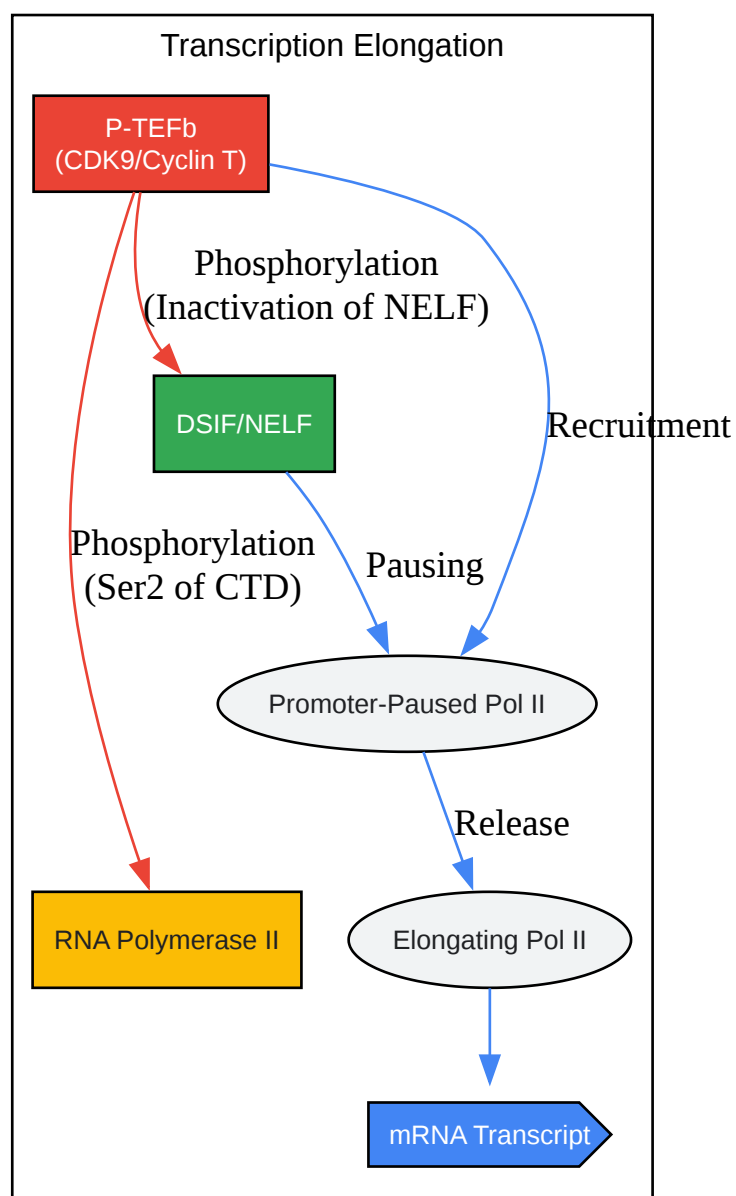 Transcription Elongation
P-TEFb
(CDK9/Cyclin T)
Phosphorylation
(Inactivation of NELF)
DSIF/NELF
Recruitment
Phosphorylation
(Ser2 of CTD)
Pausing
Promoter-Paused Pol II
Release
RNA Polymerase II
Elongating Pol II
mRNA Transcript